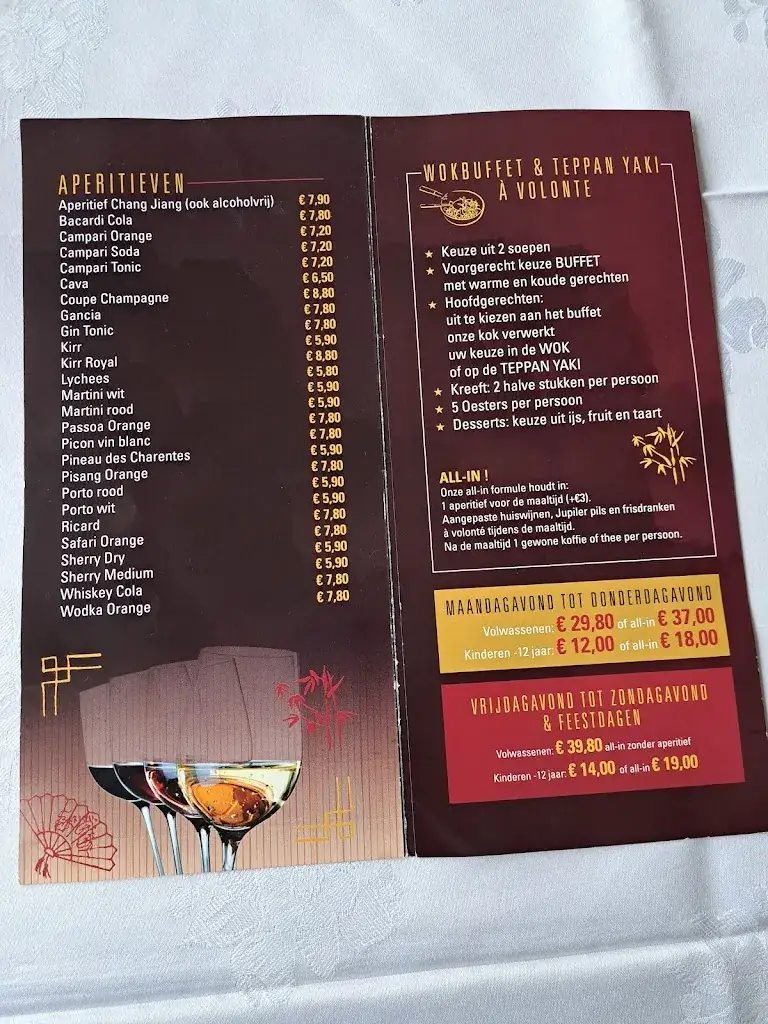 APERITIEVEN
Aperitief Chang Jiang (ook alcoholvrij) € 7,90
Bacardi Cola € 7,80
Campari Orange € 7,20
Campari Soda € 7,20
Campari Tonic € 7,20
Cava € 6,50
Coupe Champagne € 8,80
Gancia € 7,80
Gin Tonic € 7,80
Kirr € 5,90
Kirr Royal € 8,80
Lychees € 5,80
Martini wit € 5,90
Martini rood € 5,90
Passoa Orange € 7,80
Picon vin blanc € 7,80
Pineau des Charentes € 5,90
Pisang Orange € 7,80
Porto rood € 5,90
Porto wit € 5,90
Ricard € 7,80
Safari Orange € 7,80
Sherry Dry € 5,90
Sherry Medium € 5,90
Whiskey Cola € 7,80
Wodka Orange € 7,80
WOKBUFFET & TEPPAN YAKI
À VOLONTE
Keuze uit 2 soepen
Voorgerecht keuze BUFFET
met warme en koude gerechten
Hoofdgerechten:
uit te kiezen aan het buffet
onze kok verwerkt
uw keuze in de WOK
of op de TEPPAN YAKI
Kreeft: 2 halve stukken per persoon
5 Oesters per persoon
Desserts: keuze uit ijs, fruit en taart
ALL-IN !
Onze all-in formule houdt in:
1 aperitief voor de maaltijd (+€3).
Aangepaste huiswijnen, Jupiler pils en frisdranken
à volonté tijdens de maaltijd.
Na de maaltijd 1 gewone koffie of thee per persoon.
MAANDAGAVOND TOT DONDERDAGAVOND
Volwassenen: € 29,80 of all-in € 37,00
Kinderen -12 jaar: € 12,00 of all-in € 18,00
VRIJDAGAVOND TOT ZONDAGAVOND
& FEESTDAGEN
Volwassenen: € 39,80 all-in zonder aperitief
Kinderen -12 jaar: € 14,00 of all-in € 19,00